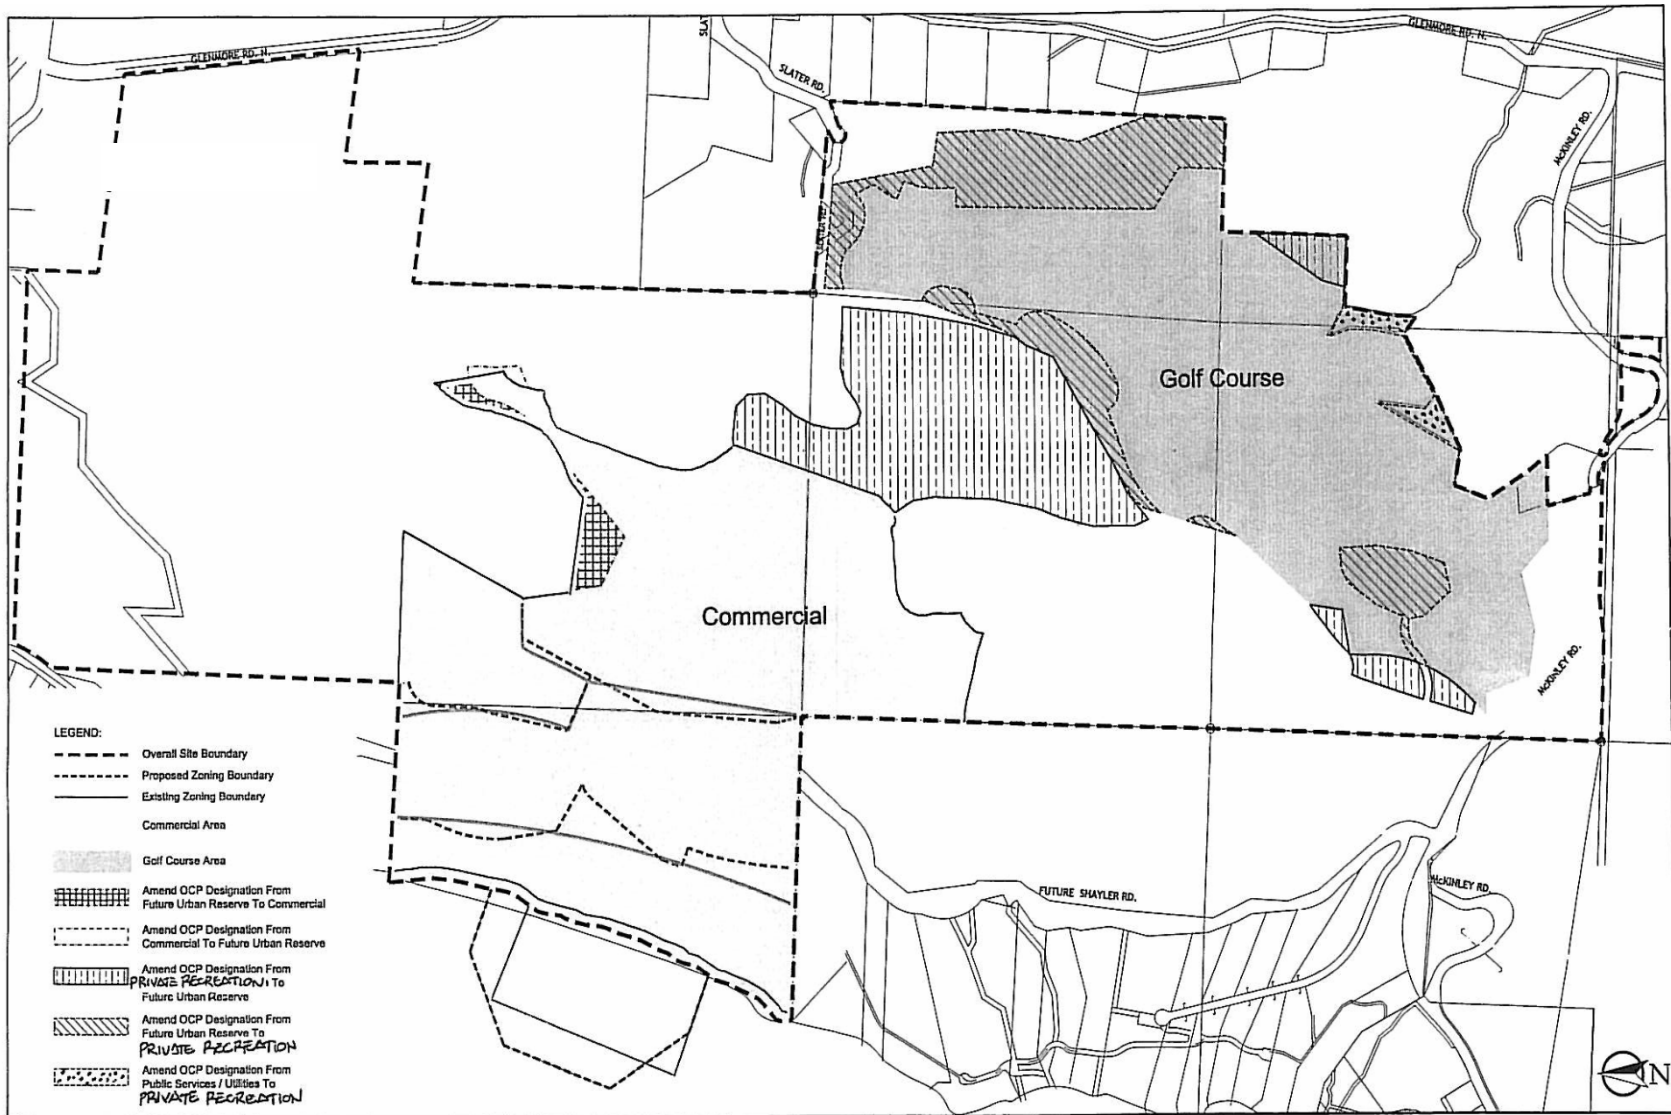 GLENMORE RD. N.
SLATER RD.
GLENMORE RD. N.
McKINLEY RD.
Golf Course
Commercial
McKINLEY RD.
FUTURE SHAYLER RD.
McKINLEY RD.
LEGEND:
Overall Site Boundary
Proposed Zoning Boundary
Existing Zoning Boundary
Commercial Area
Golf Course Area
Amend OCP Designation From
Future Urban Reserve To Commercial
Amend OCP Designation From
Commercial To Future Urban Reserve
Amend OCP Designation From
PRIVATE RECREATION To
Future Urban Reserve
Amend OCP Designation From
Future Urban Reserve To
PRIVATE RECREATION
Amend OCP Designation From
Public Services / Utilities To
PRIVATE RECREATION
N